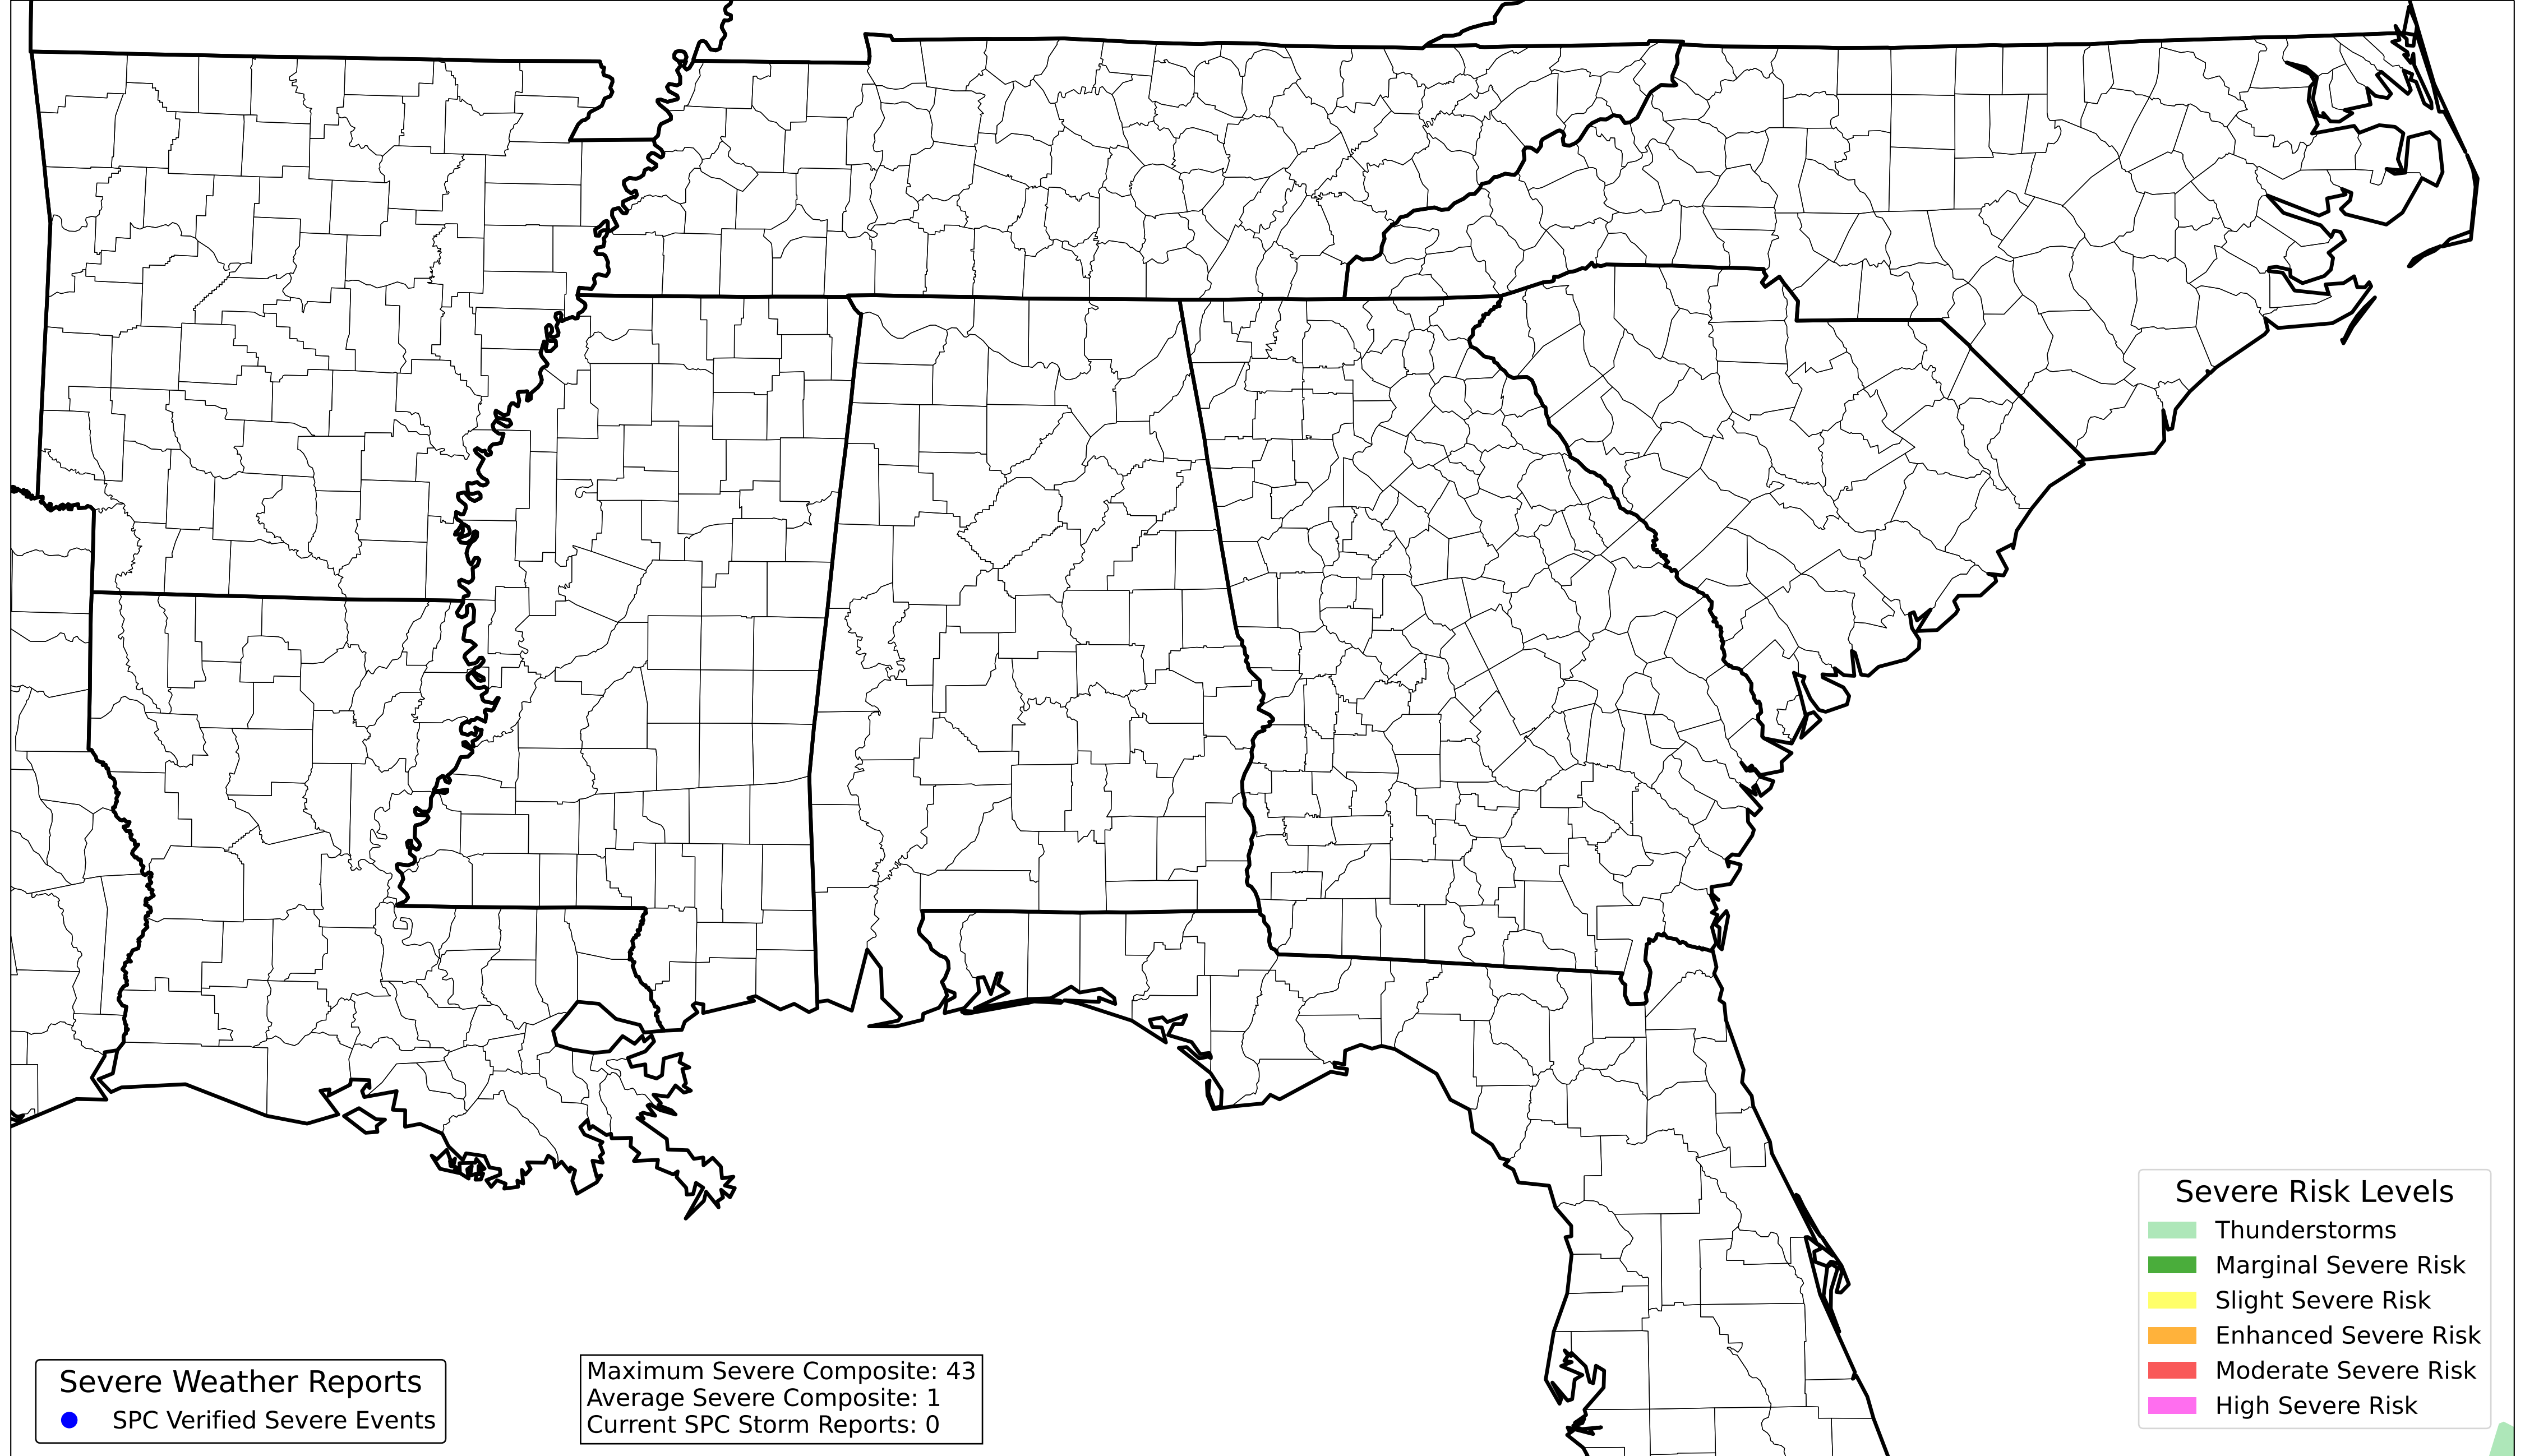 Severe Weather Reports
SPC Verified Severe Events
Maximum Severe Composite: 43
Average Severe Composite: 1
Current SPC Storm Reports: 0
Severe Risk Levels
Thunderstorms
Marginal Severe Risk
Slight Severe Risk
Enhanced Severe Risk
Moderate Severe Risk
High Severe Risk